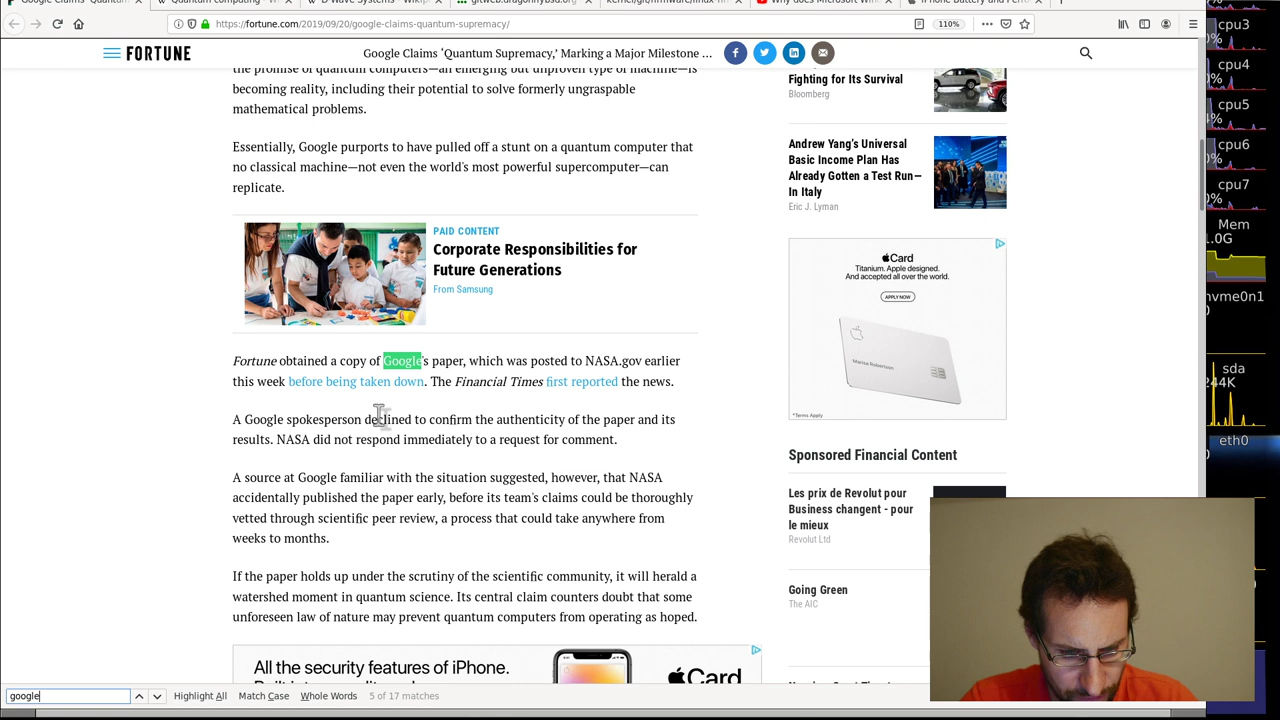 https://fortune.com/2019/09/20/google-claims-quantum-supremacy/
110%
FORTUNE
Google Claims ‘Quantum Supremacy,’ Marking a Major Milestone ...
the promise of quantum computers—an emerging but unproven type of machine—is
becoming reality, including their potential to solve formerly ungraspable
mathematical problems.
Essentially, Google purports to have pulled off a stunt on a quantum computer that
no classical machine—not even the world's most powerful supercomputer—can
replicate.
PAID CONTENT
Corporate Responsibilities for
Future Generations
From Samsung
Fortune obtained a copy of Google's paper, which was posted to NASA.gov earlier
this week before being taken down. The Financial Times first reported the news.
A Google spokesperson declined to confirm the authenticity of the paper and its
results. NASA did not respond immediately to a request for comment.
A source at Google familiar with the situation suggested, however, that NASA
accidentally published the paper early, before its team's claims could be thoroughly
vetted through scientific peer review, a process that could take anywhere from
weeks to months.
If the paper holds up under the scrutiny of the scientific community, it will herald a
watershed moment in quantum science. Its central claim counters doubt that some
unforeseen law of nature may prevent quantum computers from operating as hoped.
All the security features of iPhone.
Card
Fighting for Its Survival
Bloomberg
Andrew Yang’s Universal
Basic Income Plan Has
Already Gotten a Test Run—
In Italy
Eric J. Lyman
Card
Titanium. Apple designed.
And accepted all over the world.
APPLY NOW
Marisa Robertson
*Terms Apply
Sponsored Financial Content
Les prix de Revolut pour
Business changent - pour
le mieux
Revolut Ltd
Going Green
The AIC
google
Highlight All
Match Case
Whole Words
5 of 17 matches
cpu3
0%
cpu4
0%
cpu5
4%
cpu6
0%
cpu7
0%
Mem
1.0G
nvme0n1
0
sda
244K
eth0
0